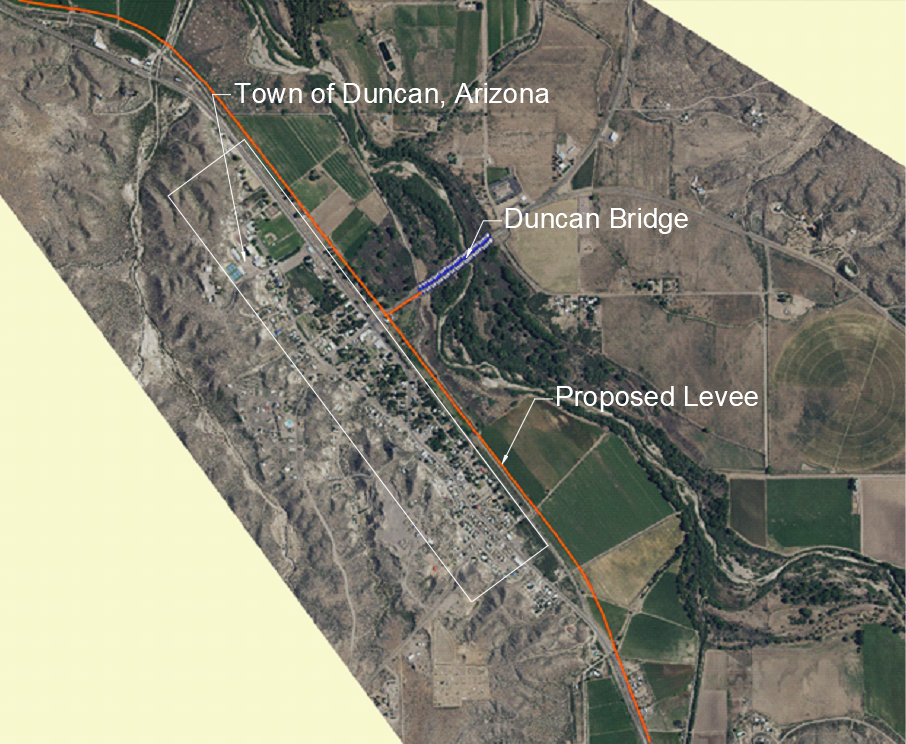 Town of Duncan, Arizona
Duncan Bridge
Proposed Levee